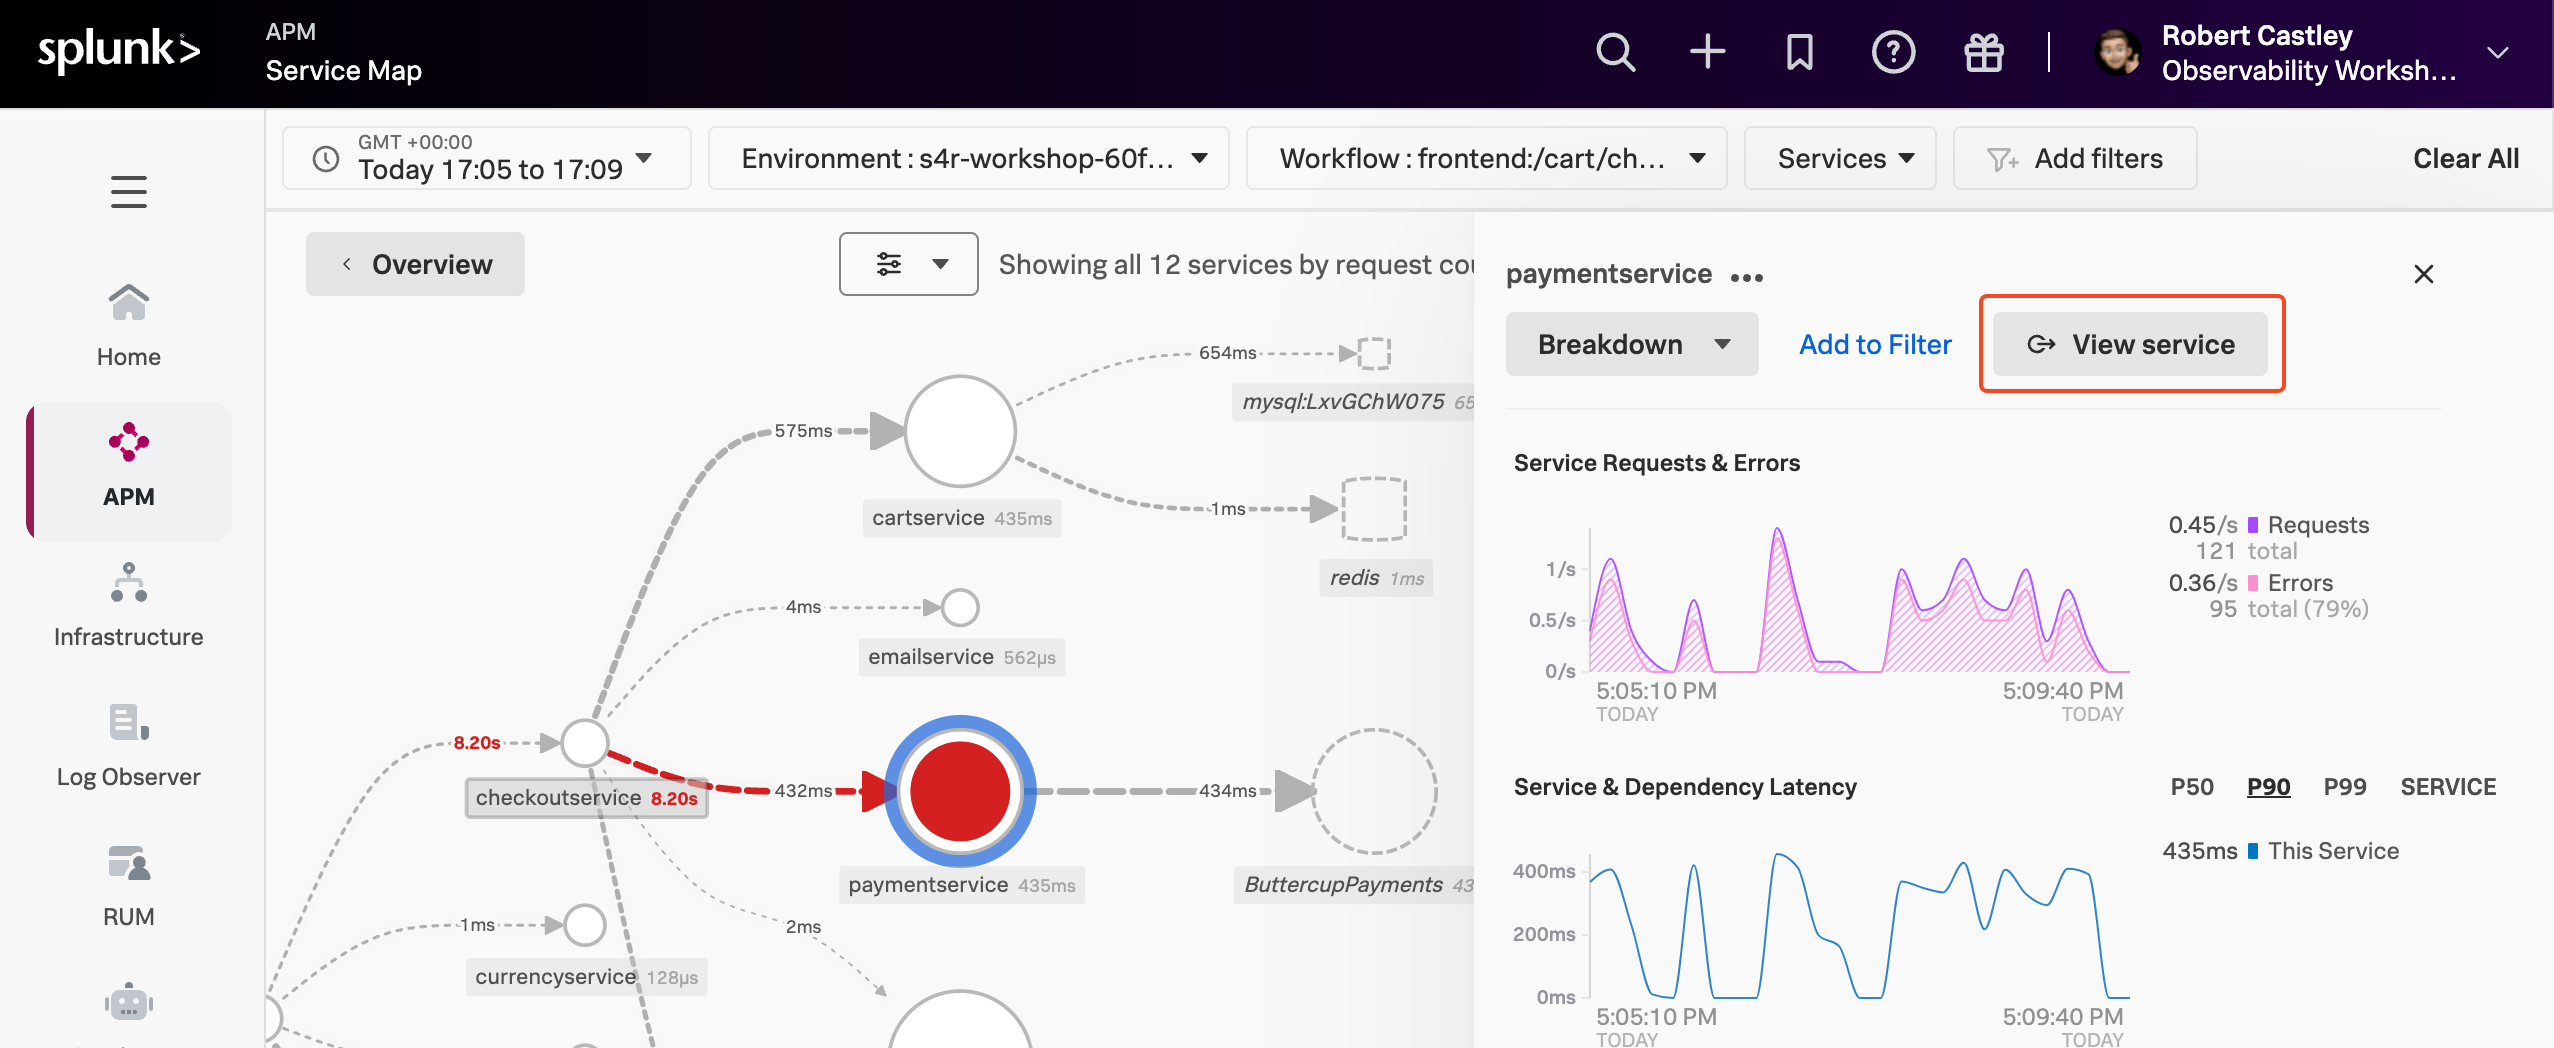 splunk>
APM
Service Map
Robert Castley
Observability Worksh...
GMT +00:00
Today 17:05 to 17:09
Environment : s4r-workshop-60f...
Workflow : frontend:/cart/ch...
Services
Add filters
Clear All
Home
APM
Infrastructure
Log Observer
RUM
Overview
Showing all 12 services by request cou
654ms
mysql:LxvGChW075 65
575ms
cartservice 435ms
1ms
redis 1ms
4ms
emailservice 562µs
8.20s
checkoutservice 8.20s
432ms
paymentservice 435ms
434ms
ButtercupPayments 43
1ms
currencyservice 128µs
2ms
paymentservice
Breakdown
Add to Filter
View service
Service Requests & Errors
1/s
0.5/s
0/s
5:05:10 PM
TODAY
5:09:40 PM
TODAY
0.45/s Requests
121 total
0.36/s Errors
95 total (79%)
Service & Dependency Latency
P50 P90 P99 SERVICE
400ms
200ms
0ms
5:05:10 PM
TODAY
5:09:40 PM
TODAY
435ms This Service